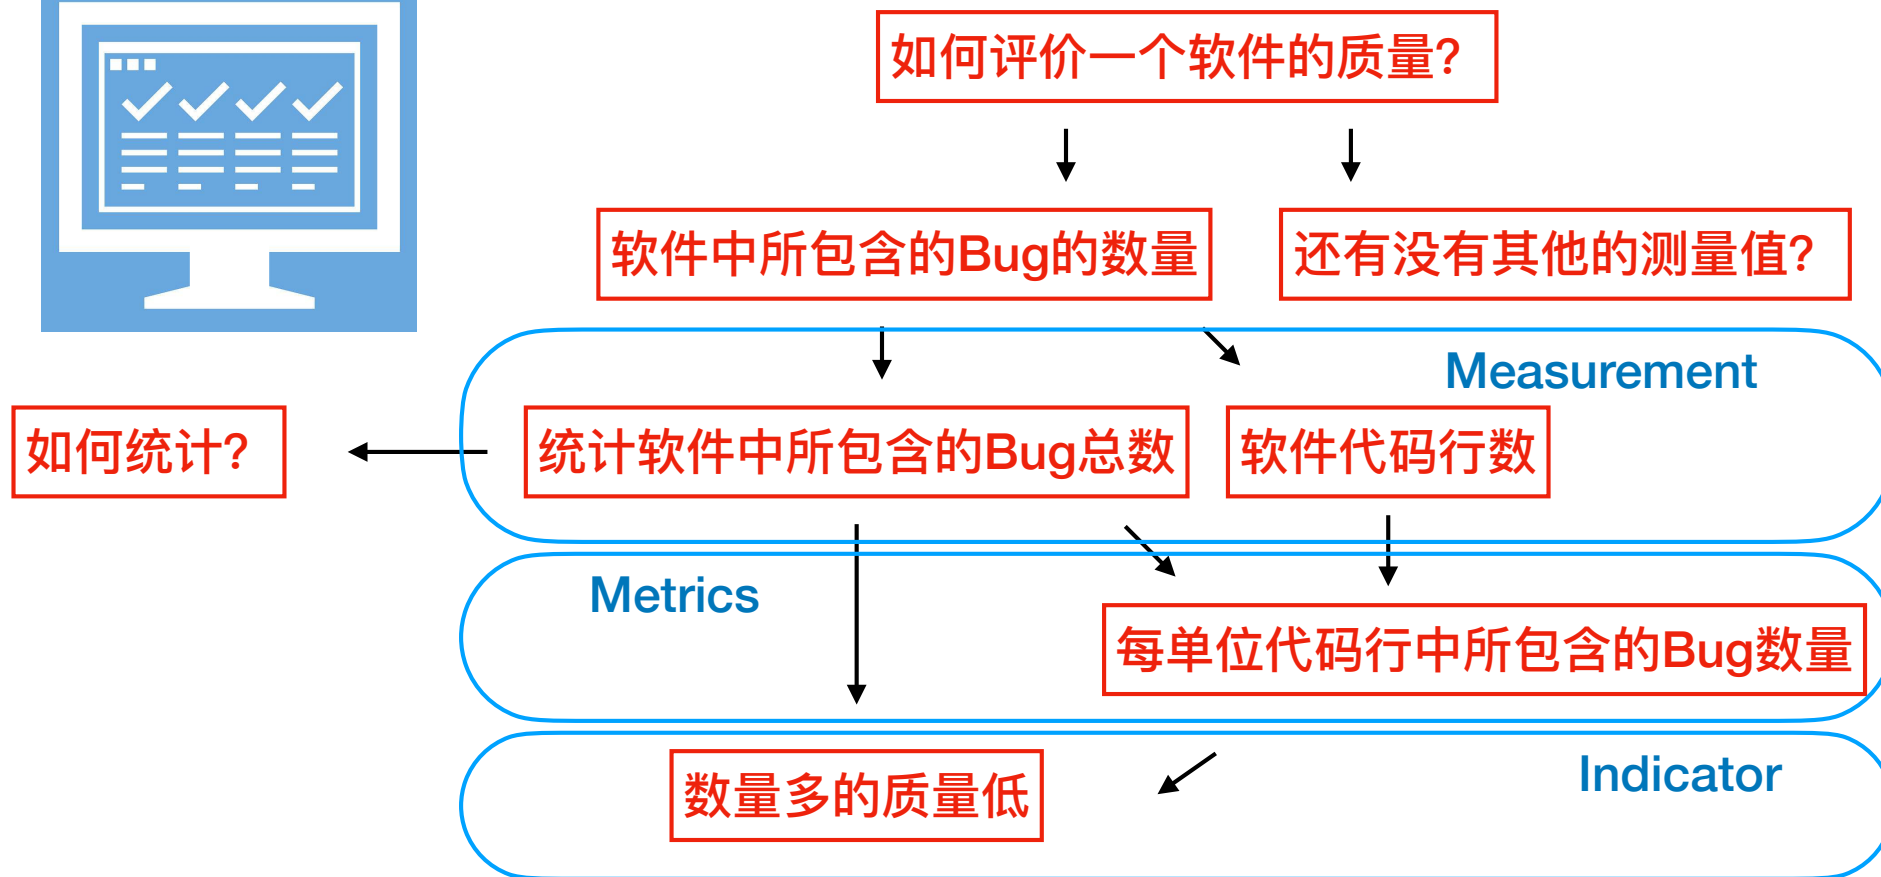 如何评价一个软件的质量?
软件中所包含的Bug的数量
还有没有其他的测量值?
Measurement
如何统计?
统计软件中所包含的Bug总数
软件代码行数
Metrics
每单位代码行中所包含的Bug数量
Indicator
数量多的质量低